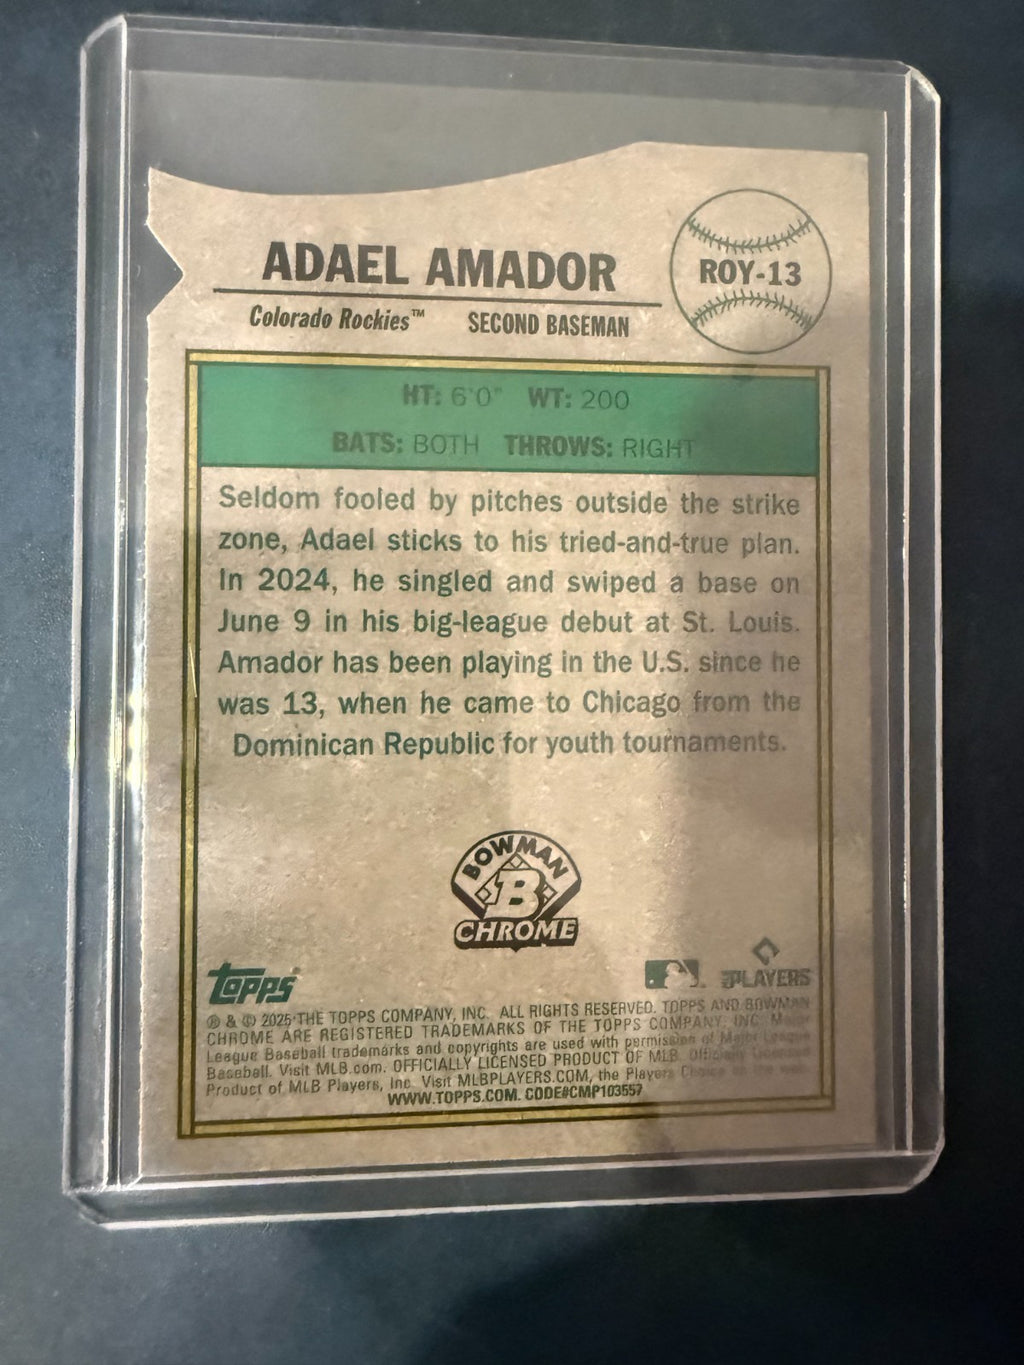 ADAEL AMADOR
ROY-13
Colorado Rockies™ SECOND BASEMAN
HT: 6'0" WT: 200
BATS: BOTH THROWS: RIGHT
Seldom fooled by pitches outside the strike
zone, Adael sticks to his tried-and-true plan.
In 2024, he singled and swiped a base on
June 9 in his big-league debut at St. Louis.
Amador has been playing in the U.S. since he
was 13, when he came to Chicago from the
Dominican Republic for youth tournaments.
BOWMAN
B
CHROME
topps
PLAYERS
® & © 2025 THE TOPPS COMPANY, INC. ALL RIGHTS RESERVED. TOPPS AND BOWMAN
CHROME ARE REGISTERED TRADEMARKS OF THE TOPPS COMPANY, INC. Major
League Baseball trademarks and copyrights are used with permission of Major League
Baseball. Visit MLB.com. OFFICIALLY LICENSED PRODUCT OF MLB Officially Licensed
Product of MLB Players, Inc. Visit MLBPLAYERS.COM, the Players Choice on the web.
WWW.TOPPS.COM. CODE#CMP103557